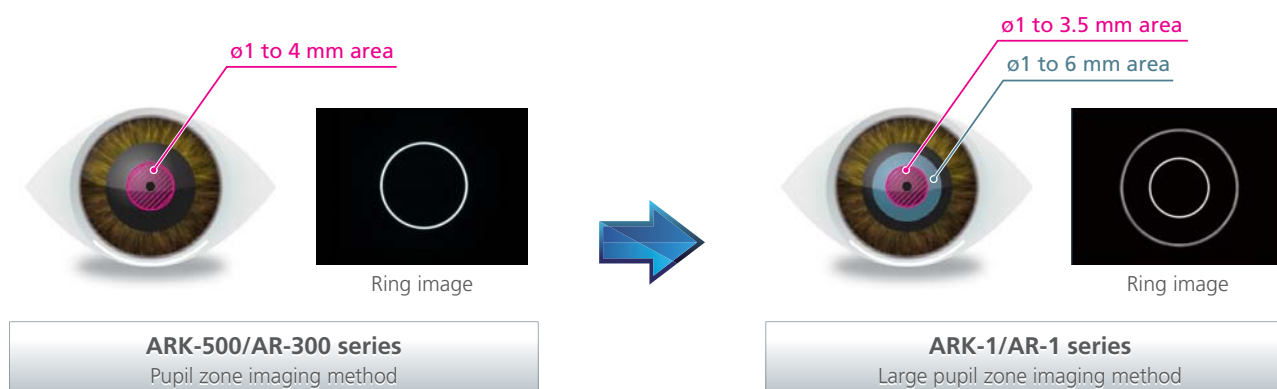 ø1 to 4 mm area
Ring image
ARK-500/AR-300 series
Pupil zone imaging method
ø1 to 3.5 mm area
ø1 to 6 mm area
Ring image
ARK-1/AR-1 series
Large pupil zone imaging method